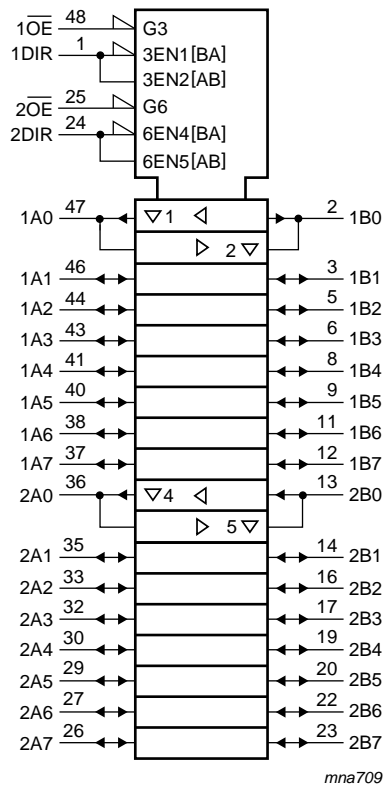 1OE 48 G3
1DIR 1 3EN1[BA]
3EN2[AB]
2OE 25 G6
2DIR 24 6EN4[BA]
6EN5[AB]
1A0 47 1 2 1B0
2
1A1 46 3 1B1
1A2 44 5 1B2
1A3 43 6 1B3
1A4 41 8 1B4
1A5 40 9 1B5
1A6 38 11 1B6
1A7 37 12 1B7
2A0 36 4 13 2B0
5
2A1 35 14 2B1
2A2 33 16 2B2
2A3 32 17 2B3
2A4 30 19 2B4
2A5 29 20 2B5
2A6 27 22 2B6
2A7 26 23 2B7
mna709